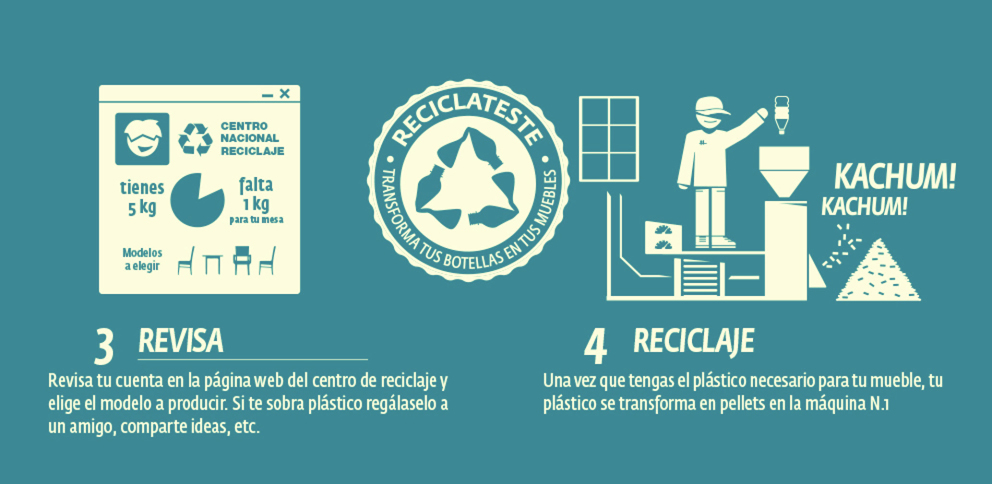 CENTRO
NACIONAL
RECICLAJE
tienes
5 kg
falta
1 kg
para tu mesa
Modelos
a elegir
RECICLATESTE
• TRANSFORMA TUS BOTELLAS EN TUS MUEBLES •
KACHUM!
KACHUM!
3 REVISA
Revisa tu cuenta en la página web del centro de reciclaje y
elige el modelo a producir. Si te sobra plástico regálaselo a
un amigo, comparte ideas, etc.
4 RECICLAJE
Una vez que tengas el plástico necesario para tu mueble, tu
plástico se transforma en pellets en la máquina N.1